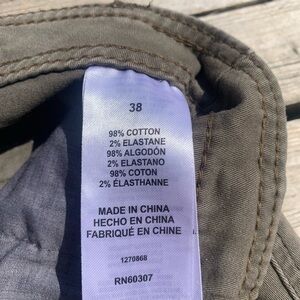 38
98% COTTON
2% ELASTANE
98% ALGODÓN
2% ELASTANO
98% COTON
2% ÉLASTHANNE
MADE IN CHINA
HECHO EN CHINA
FABRIQUÉ EN CHINE
1270868
RN60307